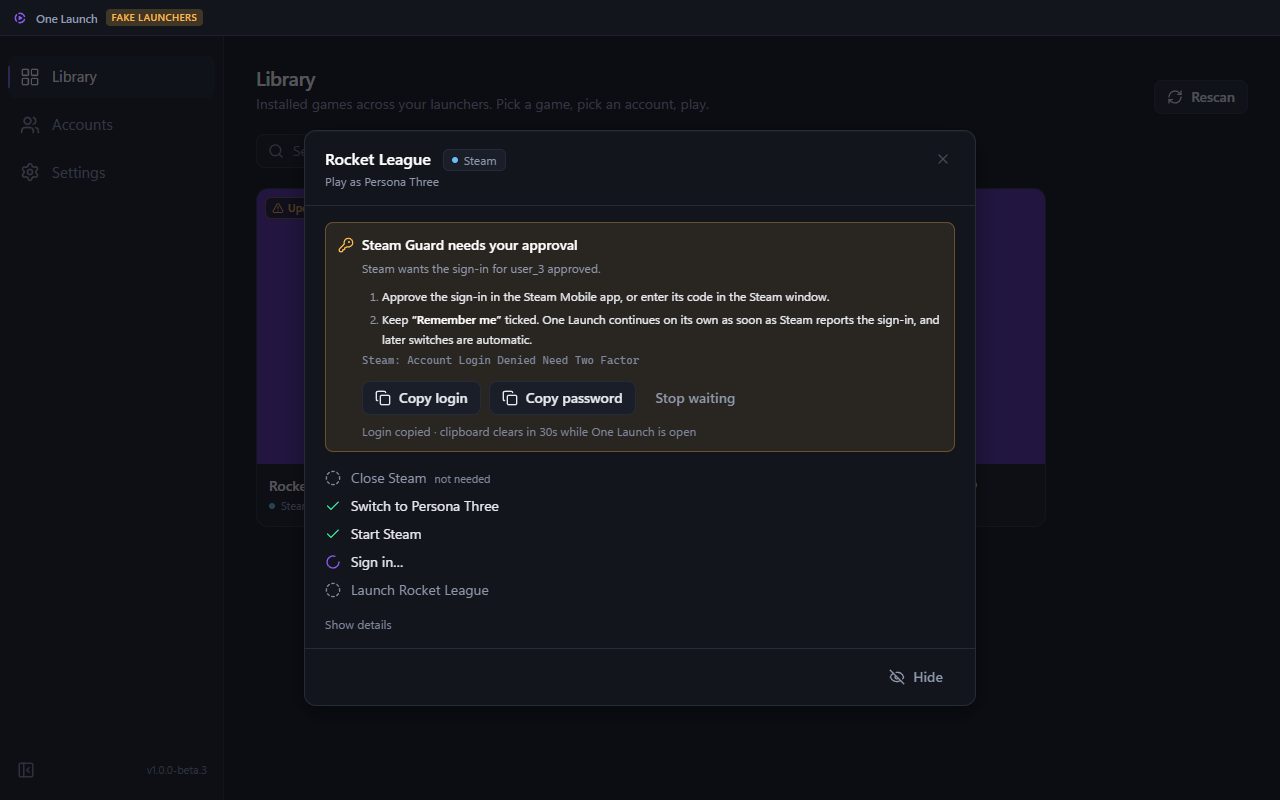 One Launch FAKE LAUNCHERS
Library
Accounts
Settings
Library
Installed games across your launchers. Pick a game, pick an account, play.
Rescan
Rocket League Steam
Play as Persona Three
Steam Guard needs your approval
Steam wants the sign-in for user_3 approved.
1. Approve the sign-in in the Steam Mobile app, or enter its code in the Steam window.
2. Keep “Remember me” ticked. One Launch continues on its own as soon as Steam reports the sign-in, and
later switches are automatic.
Steam: Account Login Denied Need Two Factor
Copy login Copy password Stop waiting
Login copied · clipboard clears in 30s while One Launch is open
Close Steam not needed
Switch to Persona Three
Start Steam
Sign in…
Launch Rocket League
Show details
Hide
v1.0.0-beta.3